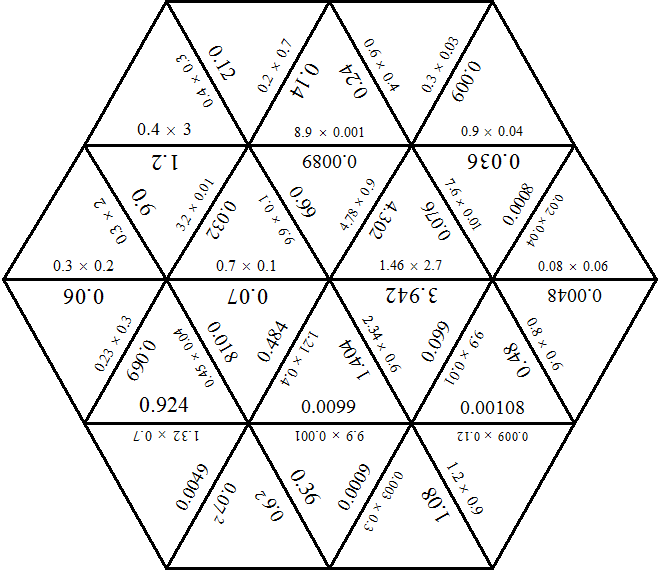 0.4 × 0.3
0.12
0.2 × 0.7
0.14
0.24
0.6 × 0.4
0.3 × 0.03
0.009
0.4 × 3
8.9 × 0.001
0.9 × 0.04
1.2
0.0089
0.036
0.3 × 2
0.6
3.2 × 0.01
0.032
9.9 × 0.1
0.99
4.78 × 0.9
4.302
7.6 × 0.01
0.076
0.0008
0.02 × 0.04
0.3 × 0.2
0.7 × 0.1
1.46 × 2.7
0.08 × 0.06
0.06
0.07
3.942
0.0048
0.23 × 0.3
0.069
0.45 × 0.04
0.018
0.484
1.21 × 0.4
1.404
2.34 × 0.6
0.099
9.9 × 0.01
0.48
0.8 × 0.6
0.924
0.0099
0.00108
1.32 × 0.7
9.9 × 0.001
0.009 × 0.12
0.0049
0.07²
0.6²
0.36
0.0009
0.003 × 0.3
1.08
1.2 × 0.9